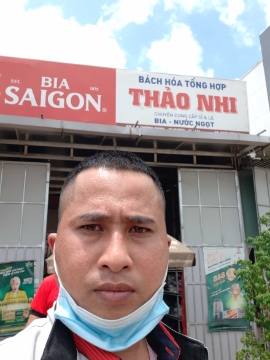 BIA
SAIGON
BÁCH HÓA TỔNG HỢP
THẢO NHI
CHUYÊN CUNG CẤP SỈ & LẺ
BIA - NƯỚC NGỌT